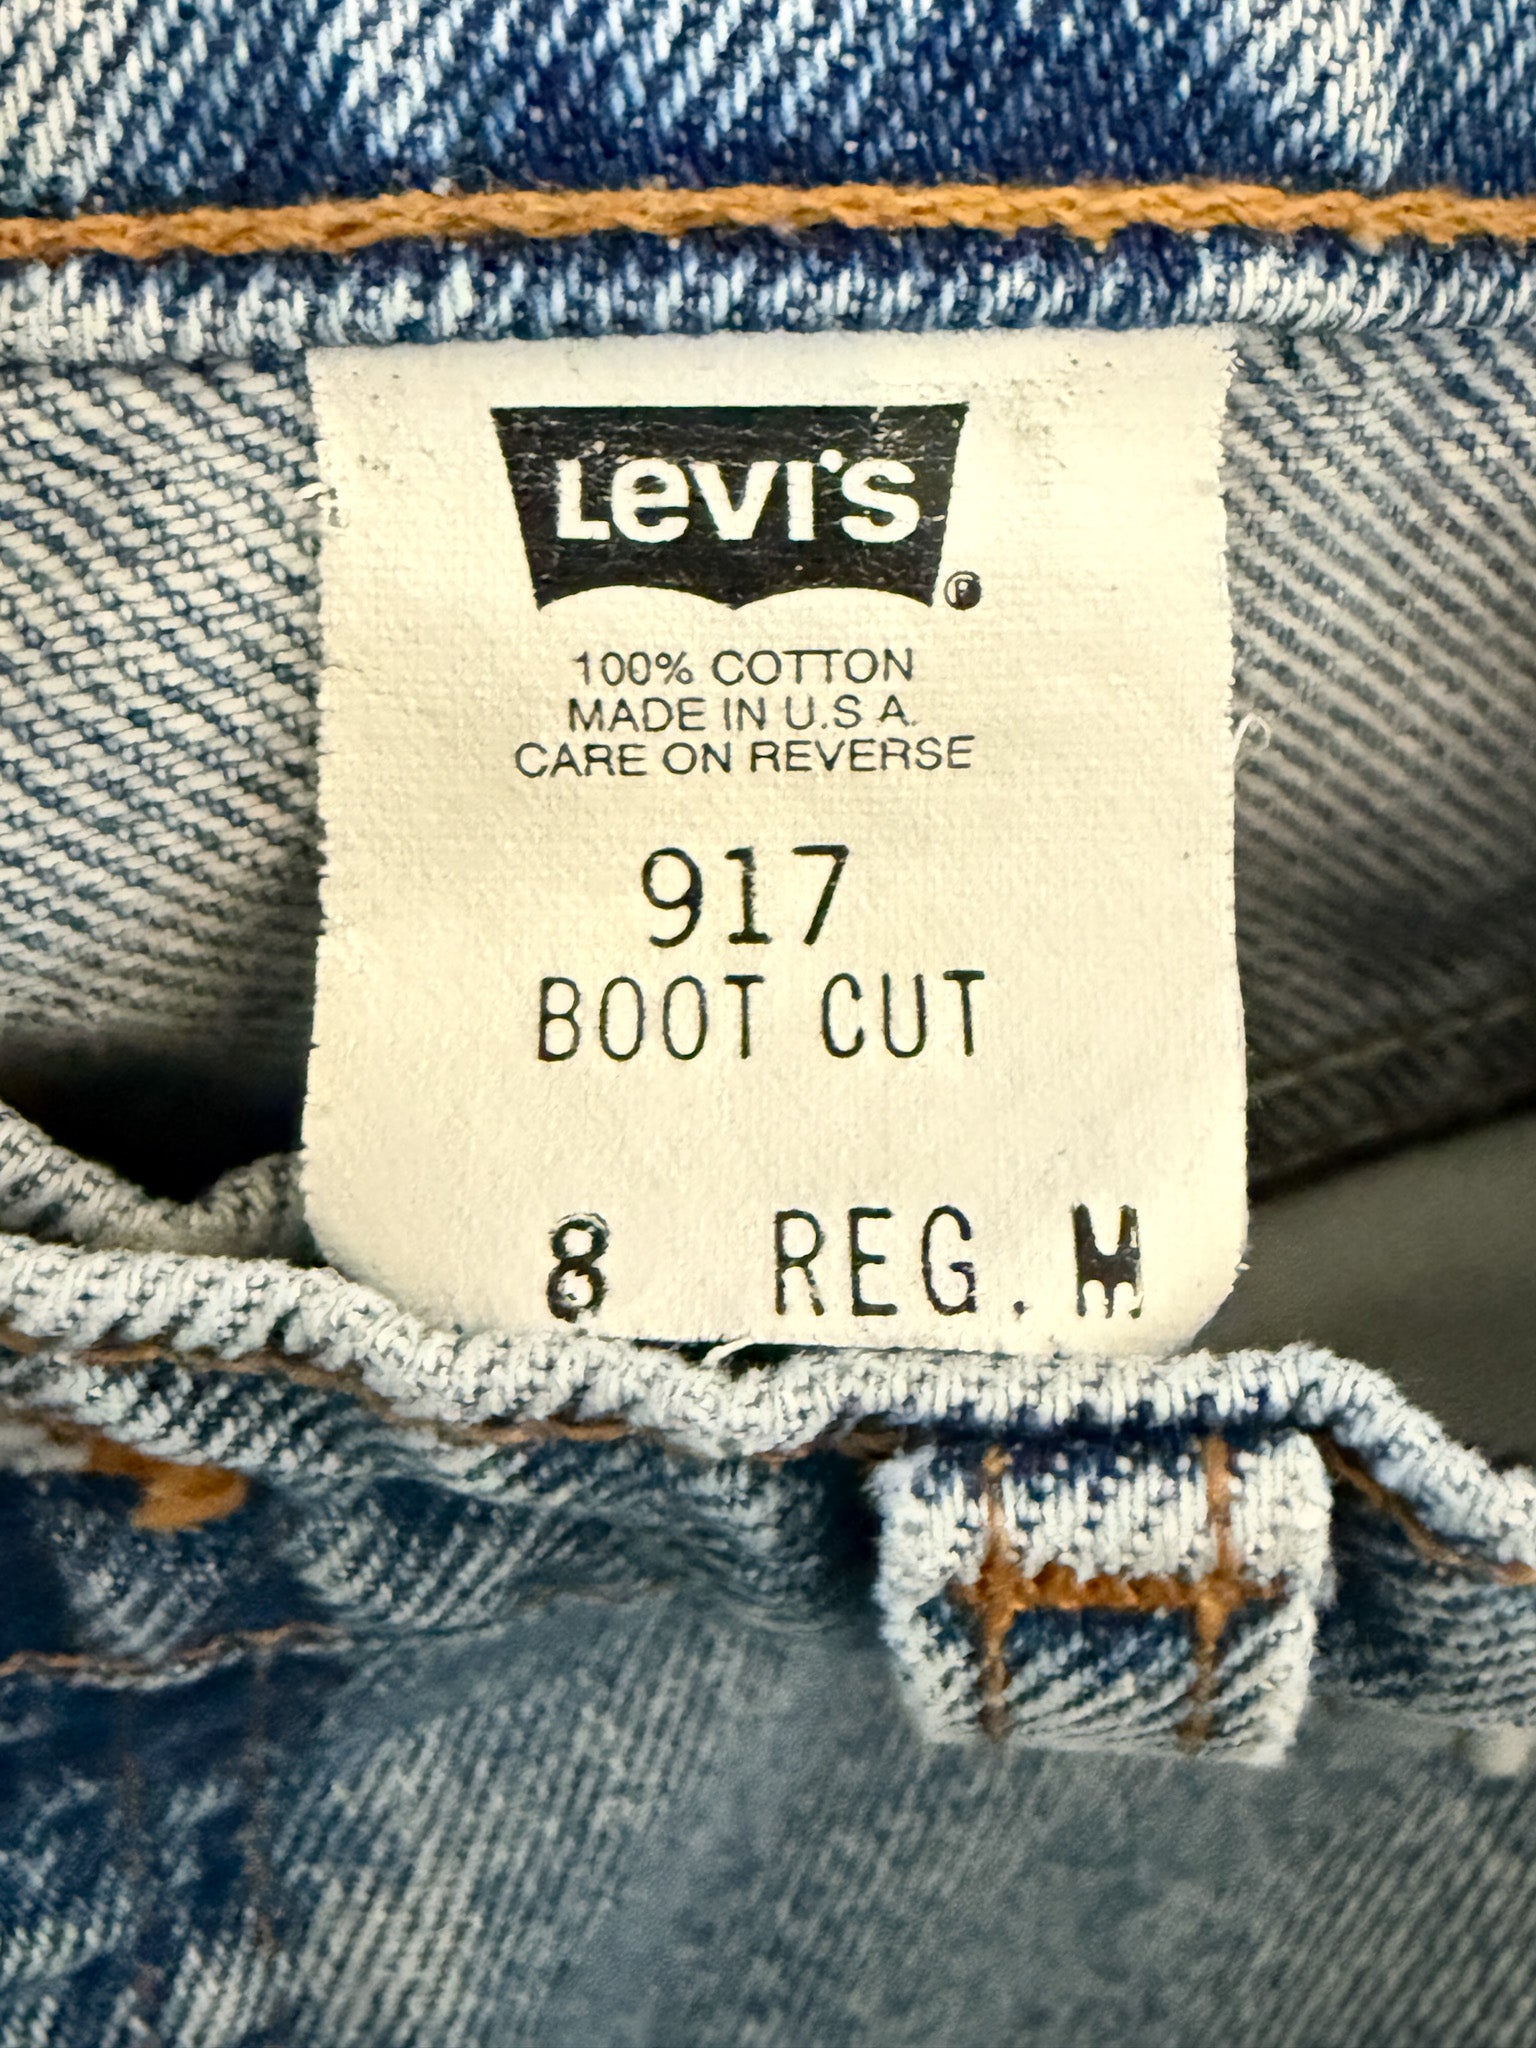 Levi's
®
100% COTTON
MADE IN U.S A.
CARE ON REVERSE
917
BOOT CUT
8 REG. M